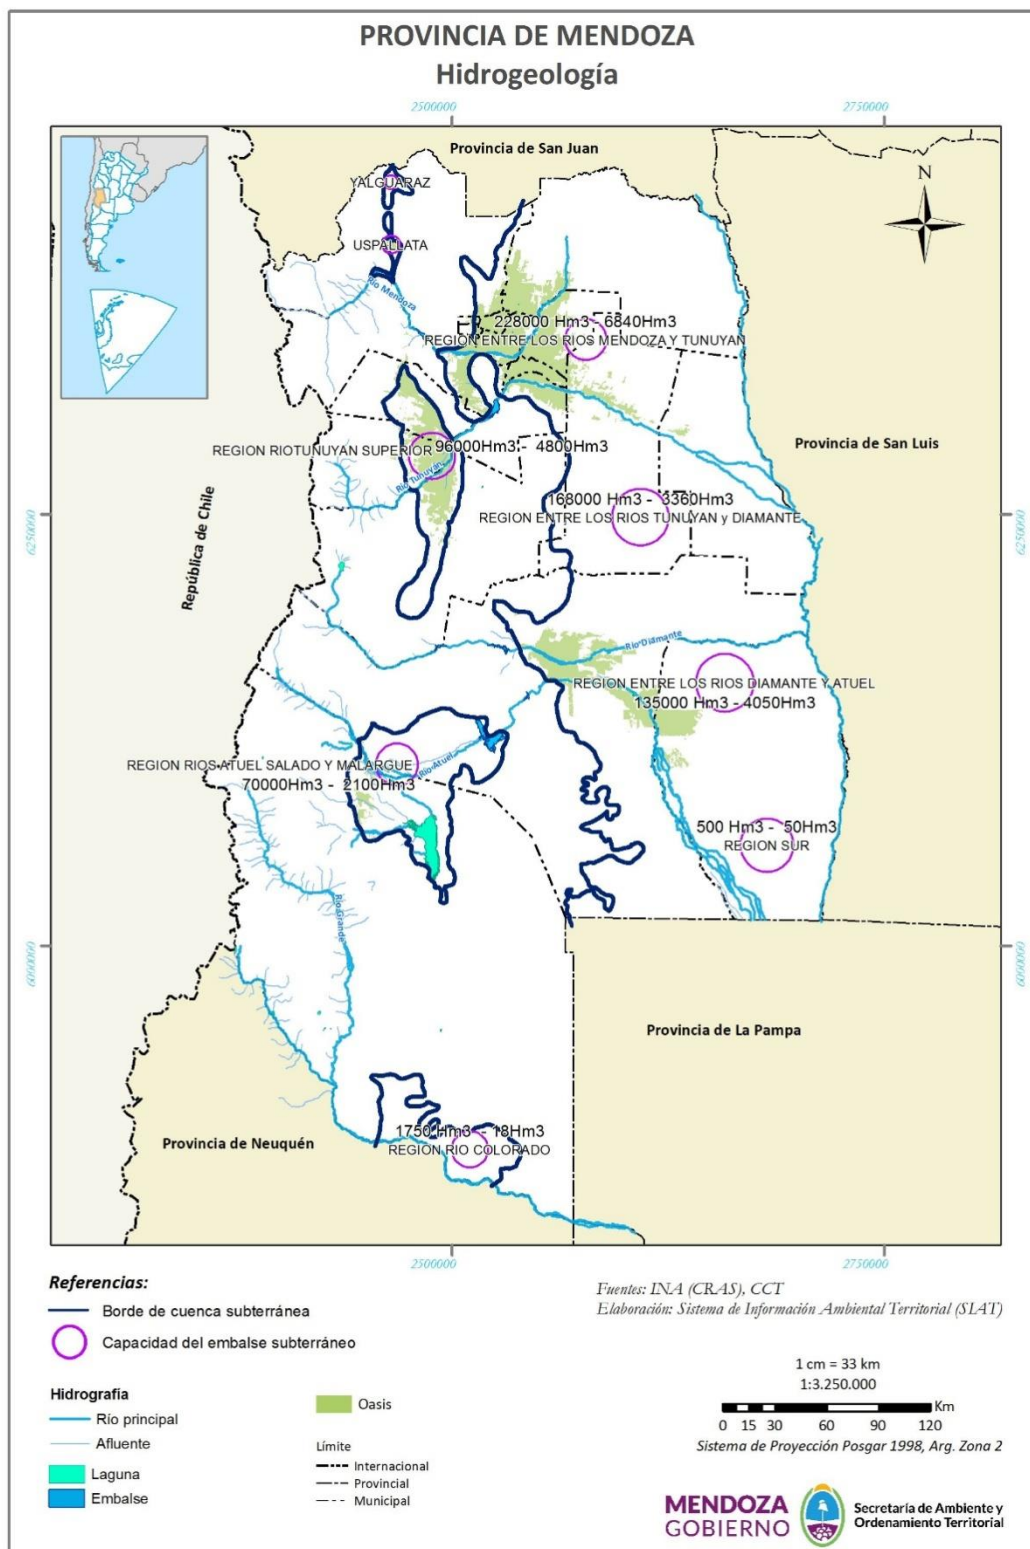 PROVINCIA DE MENDOZA
Hidrogeología
2500000
2750000
Provincia de San Juan
N
YALGUARAZ
USPALLATA
Río Mendoza
228000 Hm3 - 6840Hm3
REGION ENTRE LOS RIOS MENDOZA Y TUNUYAN
Provincia de San Luis
REGION RIOTUNUYAN SUPERIOR
96000Hm3 - 4800Hm3
Río Tunuyán
168000 Hm3 - 3360Hm3
REGION ENTRE LOS RIOS TUNUYAN y DIAMANTE
6250000
6250000
República de Chile
Río Diamante
REGION ENTRE LOS RIOS DIAMANTE Y ATUEL
135000 Hm3 - 4050Hm3
REGION RIOS ATUEL SALADO Y MALARGUE
Río Atuel
70000Hm3 - 2100Hm3
500 Hm3 - 50Hm3
REGION SUR
Río Grande
6000000
6000000
Provincia de La Pampa
1750 Hm3 - 18Hm3
REGION RIO COLORADO
Provincia de Neuquén
2500000
2750000
Referencias:
Borde de cuenca subterránea
Capacidad del embalse subterráneo
Hidrografía
Río principal
Afluente
Laguna
Embalse
Oasis
Límite
Internacional
Provincial
Municipal
Fuentes: INA (CRAS), CCT
Elaboración: Sistema de Información Ambiental Territorial (SIAT)
1 cm = 33 km
1:3.250.000
Km
0 15 30 60 90 120
Sistema de Proyección Posgar 1998, Arg. Zona 2
MENDOZA
GOBIERNO
Secretaría de Ambiente y
Ordenamiento Territorial